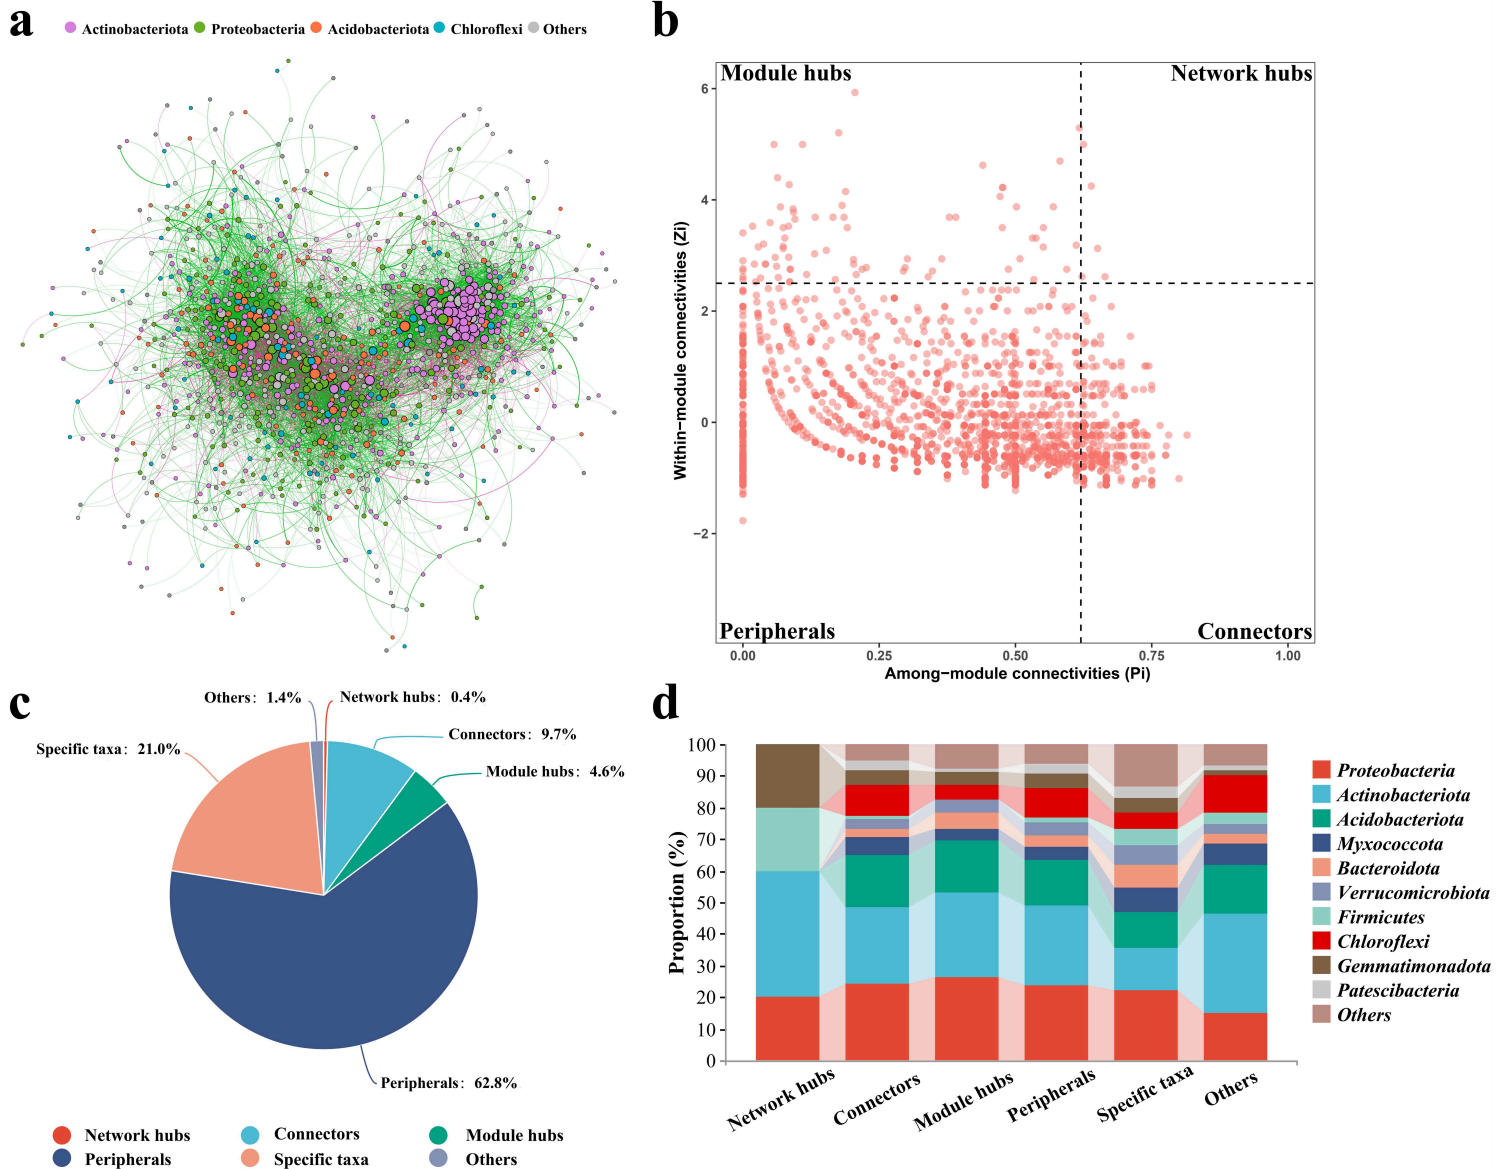 a
Actinobacteriota Proteobacteria Acidobacteriota Chloroflexi Others
b
Module hubs
Network hubs
6
4
2
0
−2
Within−module connectivities (Zi)
Peripherals
Connectors
0.00 0.25 0.50 0.75 1.00
Among−module connectivities (Pi)
c
Others: 1.4%
Network hubs: 0.4%
Connectors: 9.7%
Specific taxa: 21.0%
Module hubs: 4.6%
Peripherals: 62.8%
Network hubs Connectors Module hubs
Peripherals Specific taxa Others
d
100
90
80
70
60
50
40
30
20
10
0
Proportion (%)
Network hubs
Connectors
Module hubs
Peripherals
Specific taxa
Others
Proteobacteria
Actinobacteriota
Acidobacteriota
Myxococcota
Bacteroidota
Verrucomicrobiota
Firmicutes
Chloroflexi
Gemmatimonadota
Patescibacteria
Others